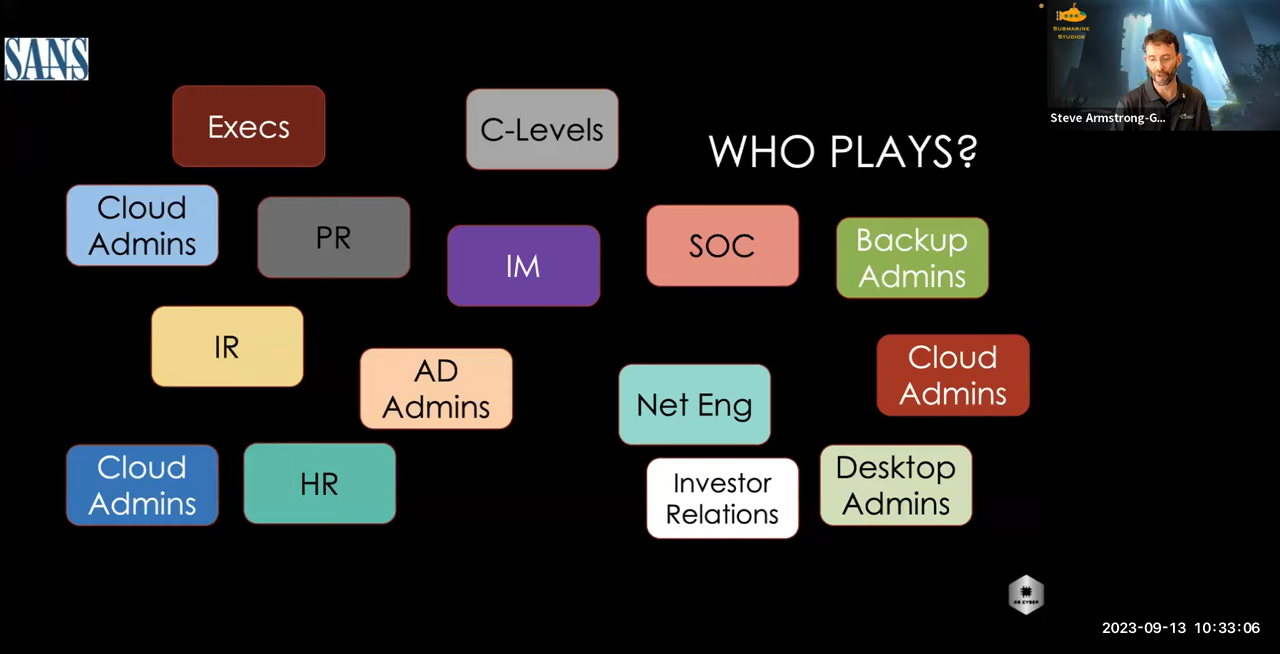 SANS
SUBMARINE
STUDIOS
Steve Armstrong-G...
WHO PLAYS?
Execs
C-Levels
Cloud
Admins
PR
IM
SOC
Backup
Admins
IR
AD
Admins
Net Eng
Cloud
Admins
Cloud
Admins
HR
Investor
Relations
Desktop
Admins
2023-09-13 10:33:06